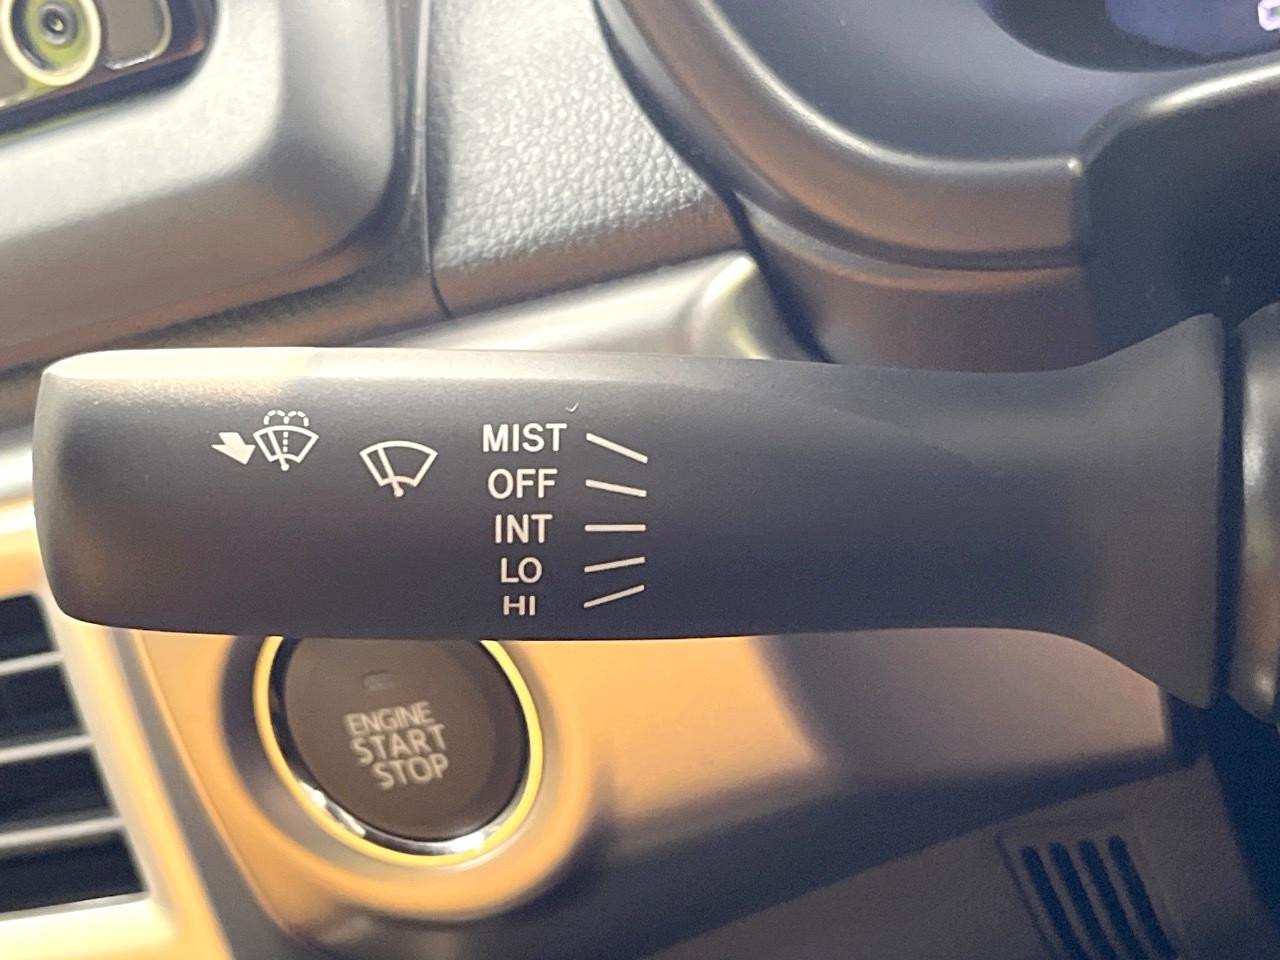 MIST
OFF
INT
LO
HI
ENGINE
START
STOP